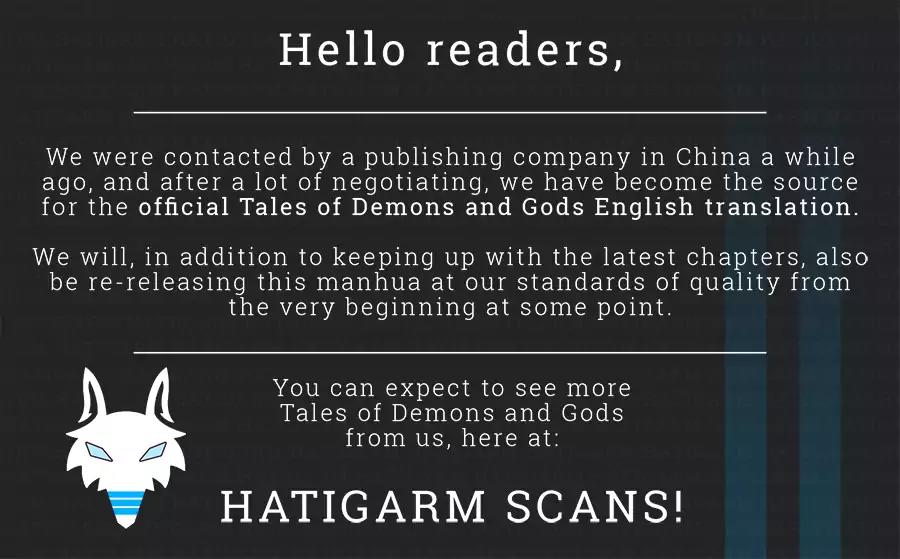 Hello readers,
We were contacted by a publishing company in China a while
ago, and after a lot of negotiating, we have become the source
for the official Tales of Demons and Gods English translation.
We will, in addition to keeping up with the latest chapters, also
be re-releasing this manhua at our standards of quality from
the very beginning at some point.
You can expect to see more
Tales of Demons and Gods
from us, here at:
HATIGARM SCANS!